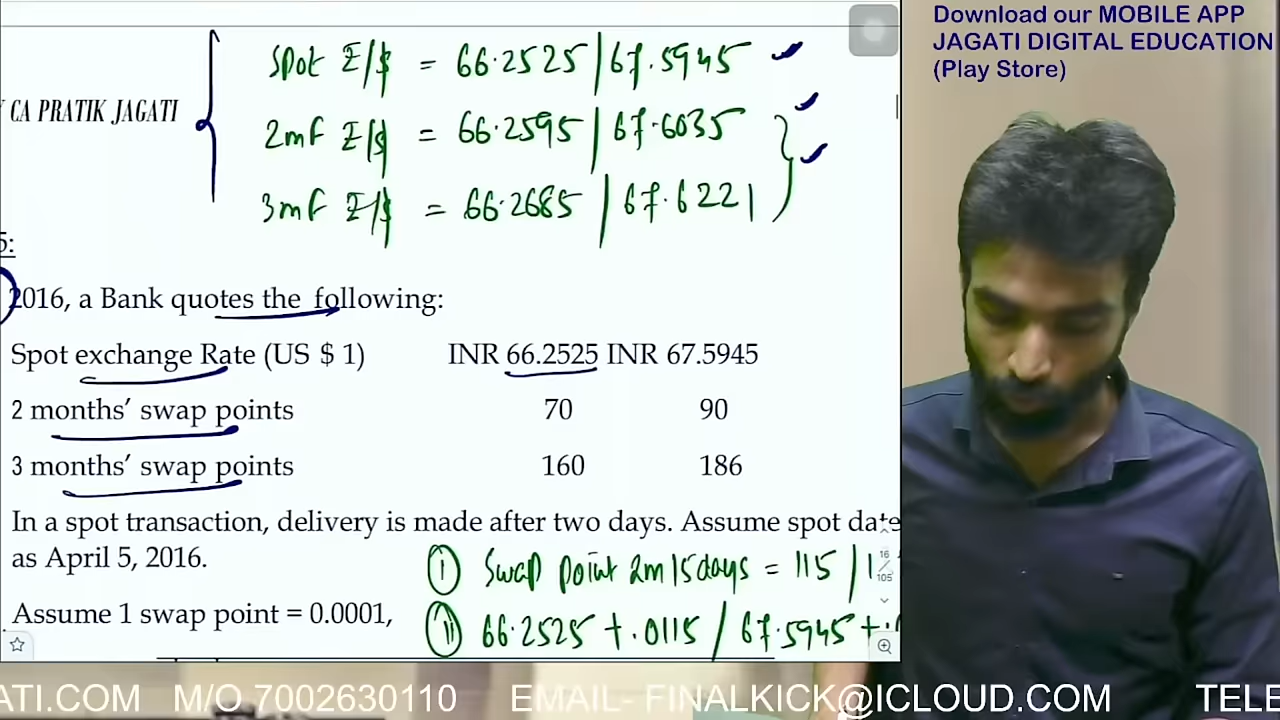 Download our MOBILE APP
JAGATI DIGITAL EDUCATION
(Play Store)
CA PRATIK JAGATI
Spot ₹/$ = 66.2525 / 67.5945
2mf ₹/$ = 66.2595 / 67.6035
3mf ₹/$ = 66.2685 / 67.6221
5:
2016, a Bank quotes the following:
Spot exchange Rate (US $ 1) INR 66.2525 INR 67.5945
2 months’ swap points 70 90
3 months’ swap points 160 186
In a spot transaction, delivery is made after two days. Assume spot date
as April 5, 2016.
(I) Swap point 2m 15days = 115 / 1
16
105
Assume 1 swap point = 0.0001,
(II) 66.2525 + .0115 / 67.5945 + .
ATI.COM M/O 7002630110 EMAIL- FINALKICK@ICLOUD.COM TELE